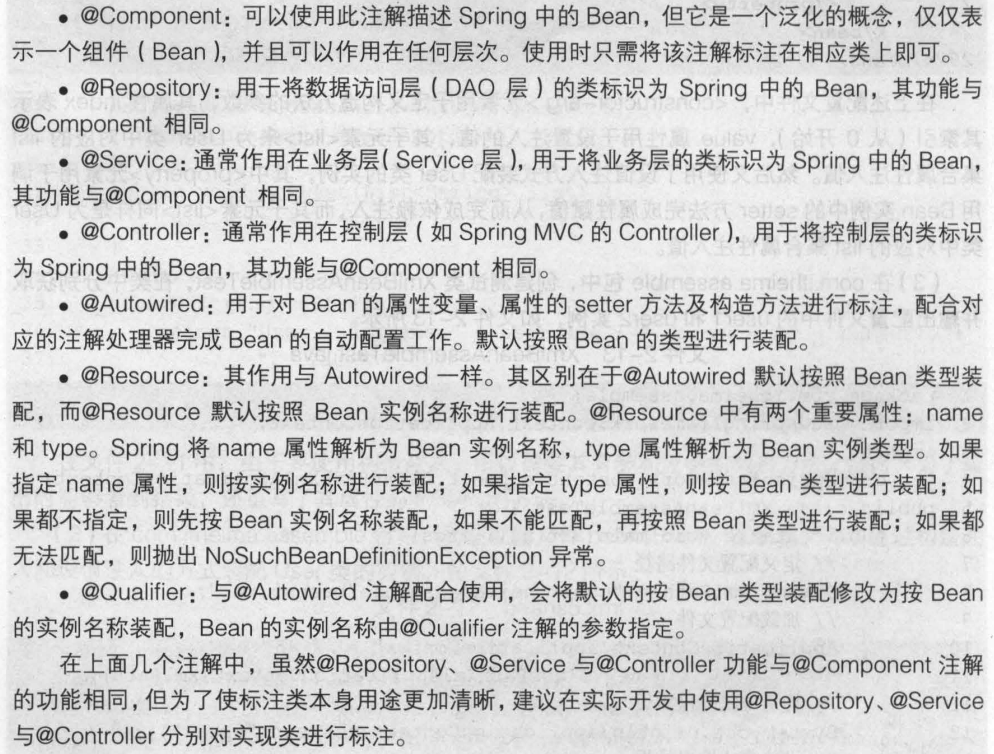 • @Component：可以使用此注解描述 Spring 中的 Bean，但它是一个泛化的概念，仅仅表
示一个组件（Bean），并且可以作用在任何层次。使用时只需将该注解标注在相应类上即可。
• @Repository：用于将数据访问层（DAO 层）的类标识为 Spring 中的 Bean，其功能与
@Component 相同。
• @Service：通常作用在业务层（Service 层），用于将业务层的类标识为 Spring 中的 Bean，
其功能与@Component 相同。
• @Controller：通常作用在控制层（如 Spring MVC 的 Controller），用于将控制层的类标识
为 Spring 中的 Bean，其功能与@Component 相同。
• @Autowired：用于对 Bean 的属性变量、属性的 setter 方法及构造方法进行标注，配合对
应的注解处理器完成 Bean 的自动配置工作。默认按照 Bean 的类型进行装配。
• @Resource：其作用与 Autowired 一样。其区别在于@Autowired 默认按照 Bean 类型装
配，而@Resource 默认按照 Bean 实例名称进行装配。@Resource 中有两个重要属性：name
和 type。Spring 将 name 属性解析为 Bean 实例名称，type 属性解析为 Bean 实例类型。如果
指定 name 属性，则按实例名称进行装配；如果指定 type 属性，则按 Bean 类型进行装配；如
果都不指定，则先按 Bean 实例名称装配，如果不能匹配，再按照 Bean 类型进行装配；如果都
无法匹配，则抛出 NoSuchBeanDefinitionException 异常。
• @Qualifier：与@Autowired 注解配合使用，会将默认的按 Bean 类型装配修改为按 Bean
的实例名称装配，Bean 的实例名称由@Qualifier 注解的参数指定。
在上面几个注解中，虽然@Repository、@Service 与@Controller 功能与@Component 注解
的功能相同，但为了使标注类本身用途更加清晰，建议在实际开发中使用@Repository、@Service
与@Controller 分别对实现类进行标注。